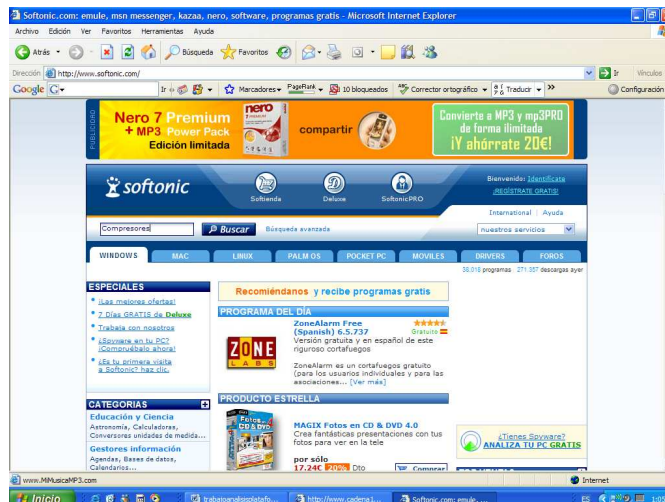 Softonic.com: emule, msn messenger, kazaa, nero, software, programas gratis - Microsoft Internet Explorer
Archivo Edición Ver Favoritos Herramientas Ayuda
Atrás Búsqueda Favoritos
Dirección http://www.softonic.com/ Ir Vínculos
Google Ir Marcadores PageRank 10 bloqueados Corrector ortográfico Traducir Configuración
PUBLICIDAD
Nero 7 Premium
+ MP3 Power Pack
Edición limitada
nero
compartir
Convierte a MP3 y mp3PRO
de forma ilimitada
¡Y ahórrate 20€!
softonic
Softienda Deluxe SoftonicPRO
Bienvenido: Identifícate
¡REGÍSTRATE GRATIS!
International Ayuda
Compresores Buscar Búsqueda avanzada
nuestros servicios
WINDOWS MAC LINUX PALM OS POCKET PC MOVILES DRIVERS FOROS
38.018 programas 271.357 descargas ayer
ESPECIALES
¡Las mejores ofertas!
7 Días GRATIS de Deluxe
Trabaja con nosotros
¿Spyware en tu PC?
¡Compruébalo ahora!
¿Es tu primera visita
a Softonic? haz clic.
Recomiéndanos y recibe programas gratis
PROGRAMA DEL DÍA
ZONE
LABS
ZoneAlarm Free
(Spanish) 6.5.737
Gratuito
Versión gratuita y en español de este
riguroso cortafuegos
ZoneAlarm es un cortafuegos gratuito
(para los usuarios individuales y para las
asociaciones... [Ver más]
CATEGORIAS
Educación y Ciencia
Astronomía, Calculadoras,
Conversores unidades de medida...
Gestores información
Agendas, Bases de datos,
Calendarios...
PRODUCTO ESTRELLA
Fotos en
CD & DVD
MAGIX Fotos en CD & DVD 4.0
Crea fantásticas presentaciones con tus
fotos para ver en la tele
por sólo
17.24€ 20% Dto
Comprar
¿Tienes Spyware?
ANALIZA TU PC GRATIS
www.MiMusicaMP3.com
Internet
Inicio
trabajoanalisisplatafo...
http://www.cadena1...
Softonic.com: emule, ...
ES